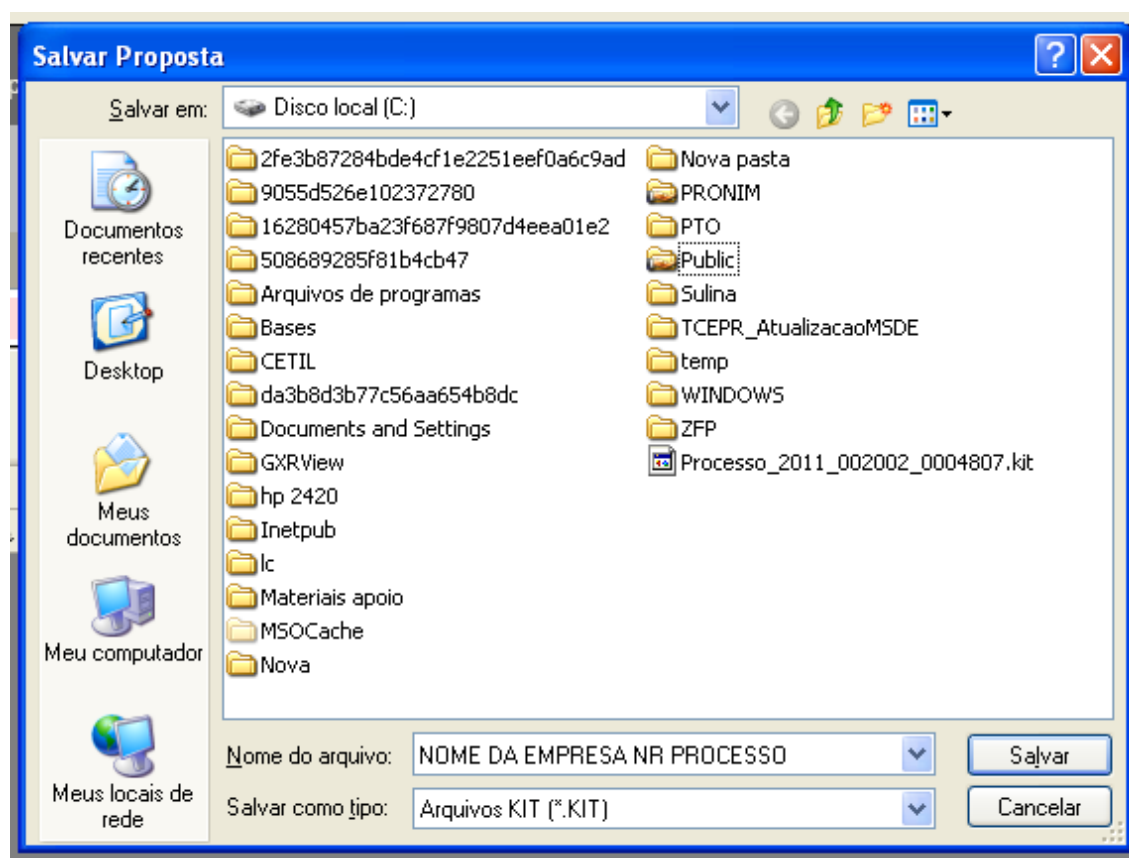 Salvar Proposta
Salvar em:
Disco local (C:)
Documentos
recentes
Desktop
Meus
documentos
Meu computador
Meus locais de
rede
2fe3b87284bde4cf1e2251eef0a6c9ad
9055d526e102372780
16280457ba23f687f9807d4eea01e2
508689285f81b4cb47
Arquivos de programas
Bases
CETIL
da3b8d3b77c56aa654b8dc
Documents and Settings
GXRView
hp 2420
Inetpub
lc
Materiais apoio
MSOCache
Nova
Nova pasta
PRONIM
PTO
Public
Sulina
TCEPR_AtualizacaoMSDE
temp
WINDOWS
ZFP
Processo_2011_002002_0004807.kit
Nome do arquivo:
NOME DA EMPRESA NR PROCESSO
Salvar
Salvar como tipo:
Arquivos KIT (*.KIT)
Cancelar